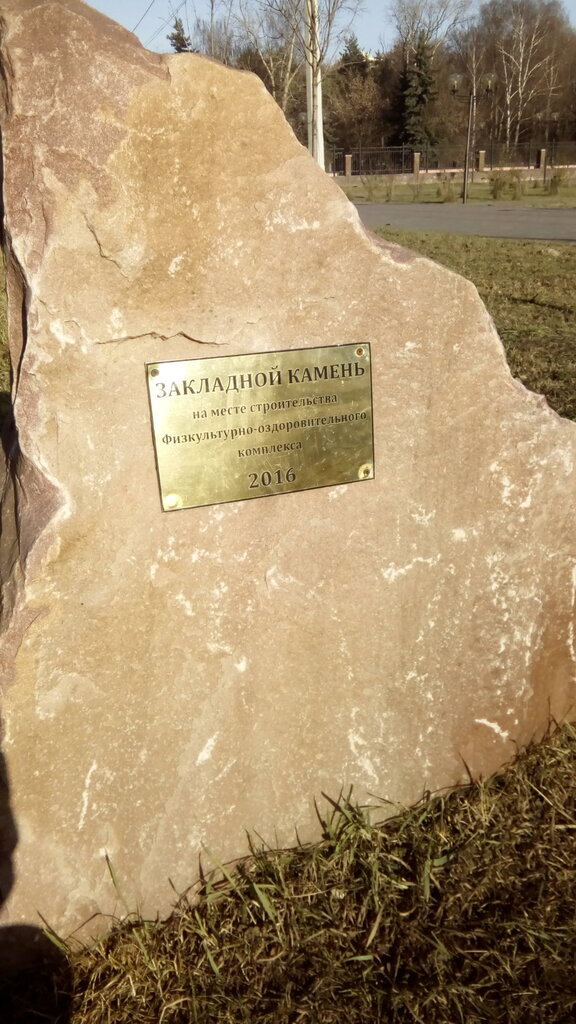 ЗАКЛАДНОЙ КАМЕНЬ
на месте строительства
Физкультурно-оздоровительного
комплекса
2016